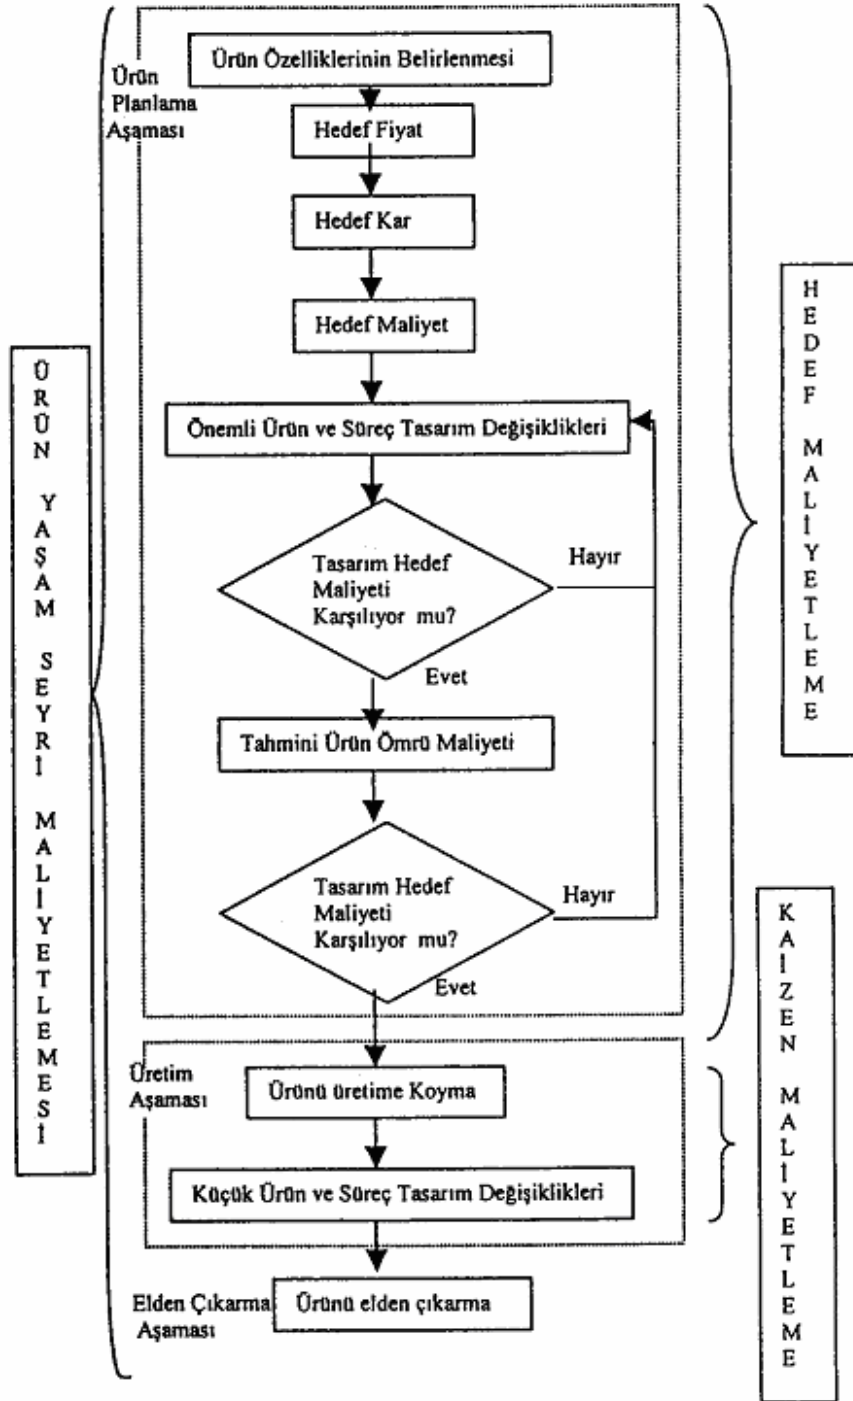 Ürün Özelliklerinin Belirlenmesi
Ürün
Planlama
Aşaması
Hedef Fiyat
Hedef Kar
Hedef Maliyet
Önemli Ürün ve Süreç Tasarım Değişiklikleri
Tasarım Hedef
Maliyeti
Karşılıyor mu?
Hayır
Evet
Tahmini Ürün Ömrü Maliyeti
Tasarım Hedef
Maliyeti
Karşılıyor mu?
Hayır
Evet
Üretim
Aşaması
Ürünü üretime Koyma
Küçük Ürün ve Süreç Tasarım Değişiklikleri
Elden Çıkarma
Aşaması
Ürünü elden çıkarma
ÜRÜN YAŞAM SEYRİ MALİYETLEMESİ
HEDEF MALİYETLEME
KAİZEN MALİYETLEME